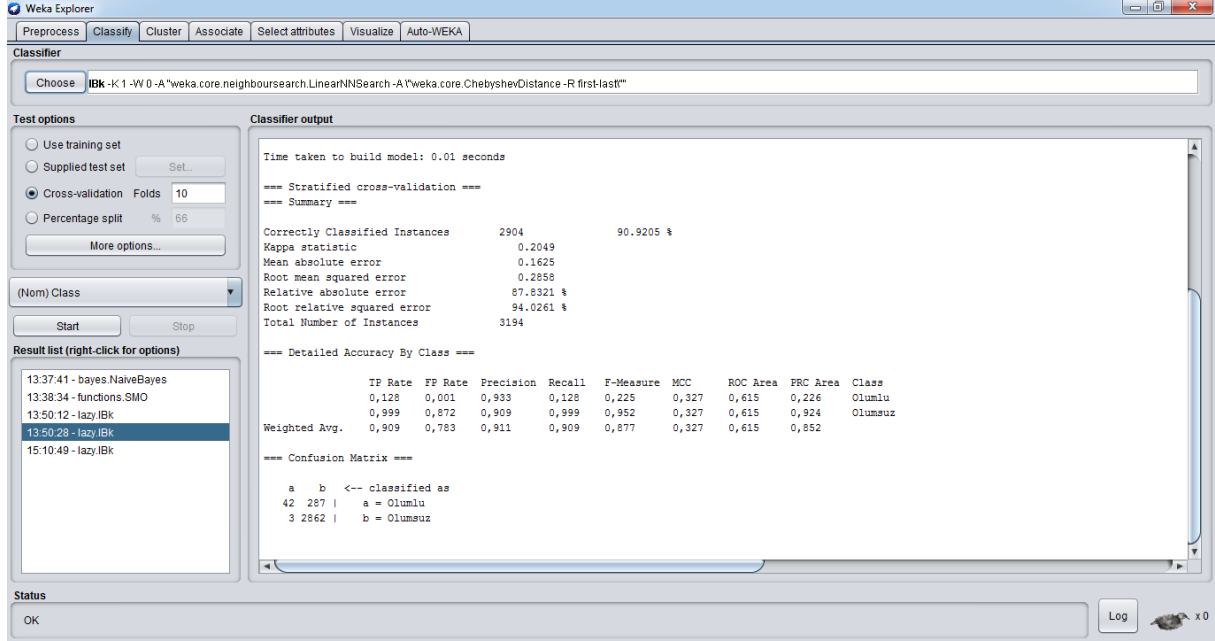 Weka Explorer
Preprocess Classify Cluster Associate Select attributes Visualize Auto-WEKA
Classifier
Choose IBk -K 1 -W 0 -A "weka.core.neighboursearch.LinearNNSearch -A \"weka.core.ChebyshevDistance -R first-last\""
Test options
Use training set
Supplied test set Set...
Cross-validation Folds 10
Percentage split % 66
More options...
(Nom) Class
Start Stop
Result list (right-click for options)
13:37:41 - bayes.NaiveBayes
13:38:34 - functions.SMO
13:50:12 - lazy.IBk
13:50:28 - lazy.IBk
15:10:49 - lazy.IBk
Classifier output
Time taken to build model: 0.01 seconds
=== Stratified cross-validation ===
=== Summary ===
Correctly Classified Instances 2904 90.9205 %
Kappa statistic 0.2049
Mean absolute error 0.1625
Root mean squared error 0.2858
Relative absolute error 87.8321 %
Root relative squared error 94.0261 %
Total Number of Instances 3194
=== Detailed Accuracy By Class ===
TP Rate FP Rate Precision Recall F-Measure MCC ROC Area PRC Area Class
0,128 0,001 0,933 0,128 0,225 0,327 0,615 0,226 Olumlu
0,999 0,872 0,909 0,999 0,952 0,327 0,615 0,924 Olumsuz
Weighted Avg. 0,909 0,783 0,911 0,909 0,877 0,327 0,615 0,852
=== Confusion Matrix ===
a b <-- classified as
42 287 | a = Olumlu
3 2862 | b = Olumsuz
Status
OK
Log x 0